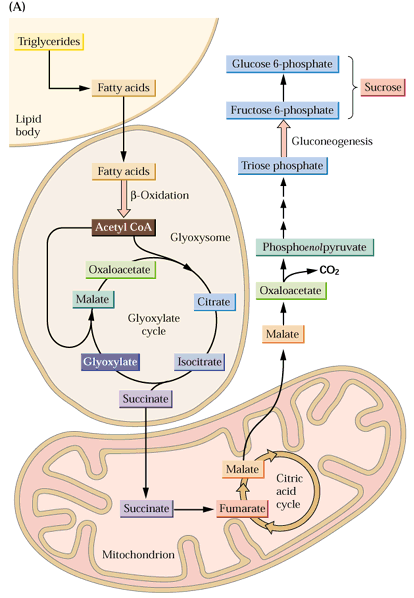 (A)
Triglycerides
Fatty acids
Lipid
body
Fatty acids
β-Oxidation
Acetyl CoA
Glyoxysome
Oxaloacetate
Malate
Citrate
Glyoxylate
cycle
Glyoxylate
Isocitrate
Succinate
Succinate
Fumarate
Malate
Citric
acid
cycle
Mitochondrion
Malate
Oxaloacetate
CO2
Phosphoenolpyruvate
Triose phosphate
Gluconeogenesis
Fructose 6-phosphate
Glucose 6-phosphate
Sucrose